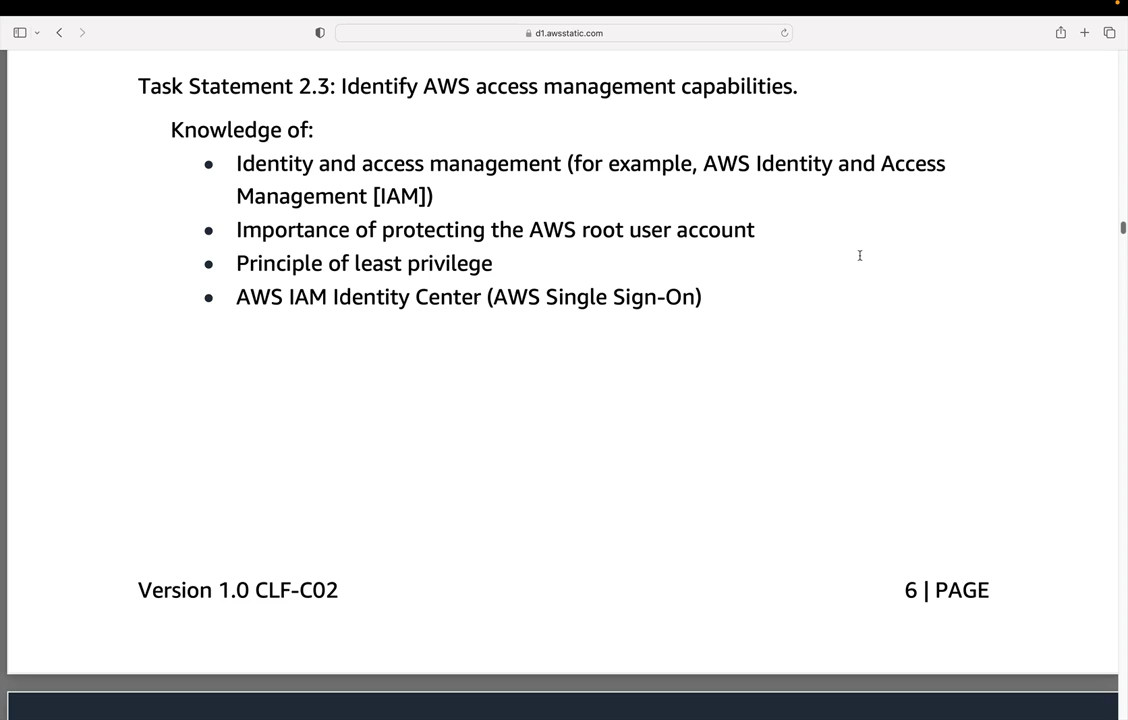 d1.awsstatic.com
Task Statement 2.3: Identify AWS access management capabilities.
Knowledge of:
• Identity and access management (for example, AWS Identity and Access
Management [IAM])
• Importance of protecting the AWS root user account
• Principle of least privilege
• AWS IAM Identity Center (AWS Single Sign-On)
Version 1.0 CLF-C02
6 | PAGE